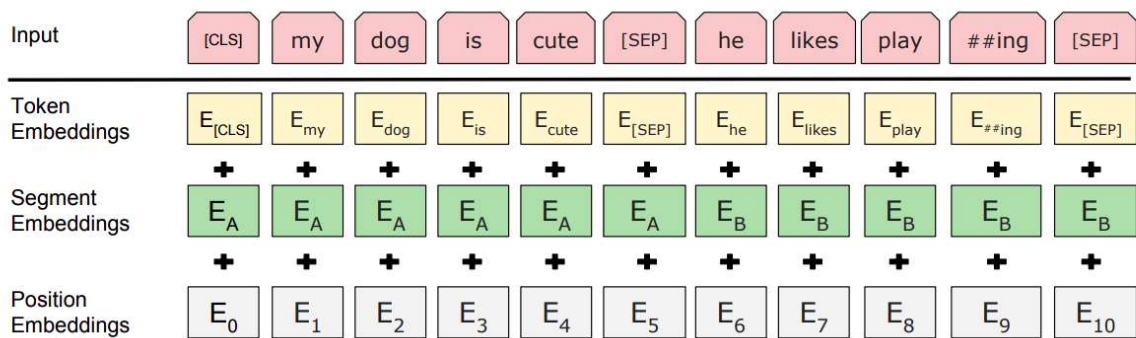 Input [CLS] my dog is cute [SEP] he likes play ##ing [SEP]
Token Embeddings E[CLS] Emy Edog Eis Ecute E[SEP] Ehe Elikes Eplay E##ing E[SEP]
+ + + + + + + + + + +
Segment Embeddings EA EA EA EA EA EA EB EB EB EB EB
+ + + + + + + + + + +
Position Embeddings E0 E1 E2 E3 E4 E5 E6 E7 E8 E9 E10